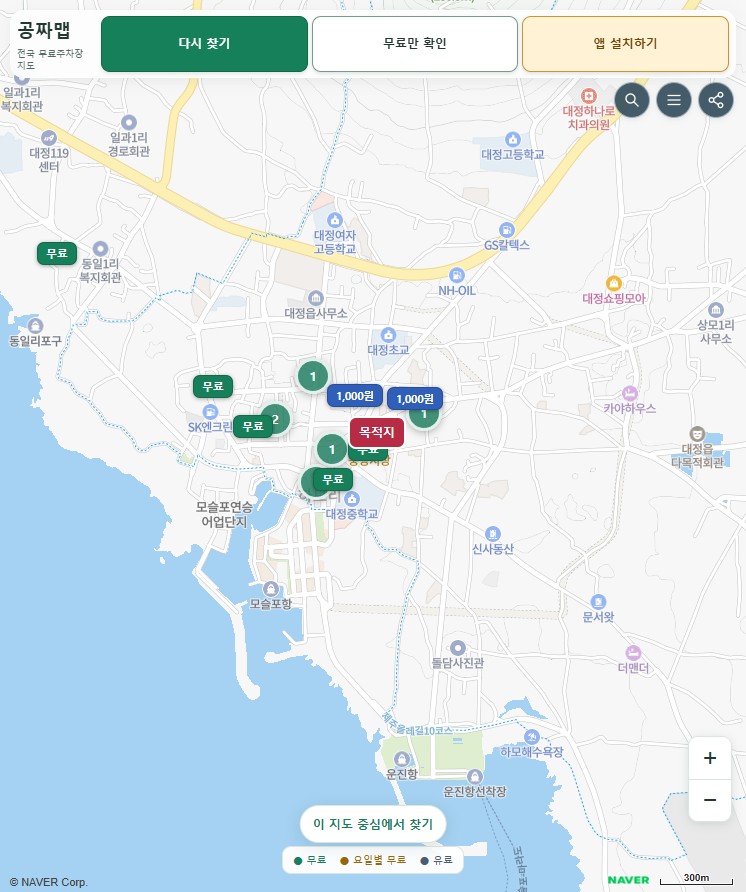 공짜맵
전국 무료주차장
지도
다시 찾기
무료만 확인
앱 설치하기
일과1리
복지회관
일과1리
경로회관
대정119
센터
대정하나로
치과의원
대정고등학교
대정여자
고등학교
GS칼텍스
무료
동일1리
복지회관
NH-OIL
대정쇼핑모아
대정읍사무소
상모1리
사무소
동일리포구
대정초교
1
무료
1,000원
1,000원
카야하우스
SK엔크린
무료
2
1
목적지
1
무료
대정읍
다목적회관
무료
모슬포연승
어업단지
대정중학교
신사동산
모슬포항
문서왓
돌담사진관
더맨더
제주올레길10코스
하모해수욕장
운진항
운진항선착장
+
−
이 지도 중심에서 찾기
무료
요일별 무료
유료
© NAVER Corp.
NAVER
300m